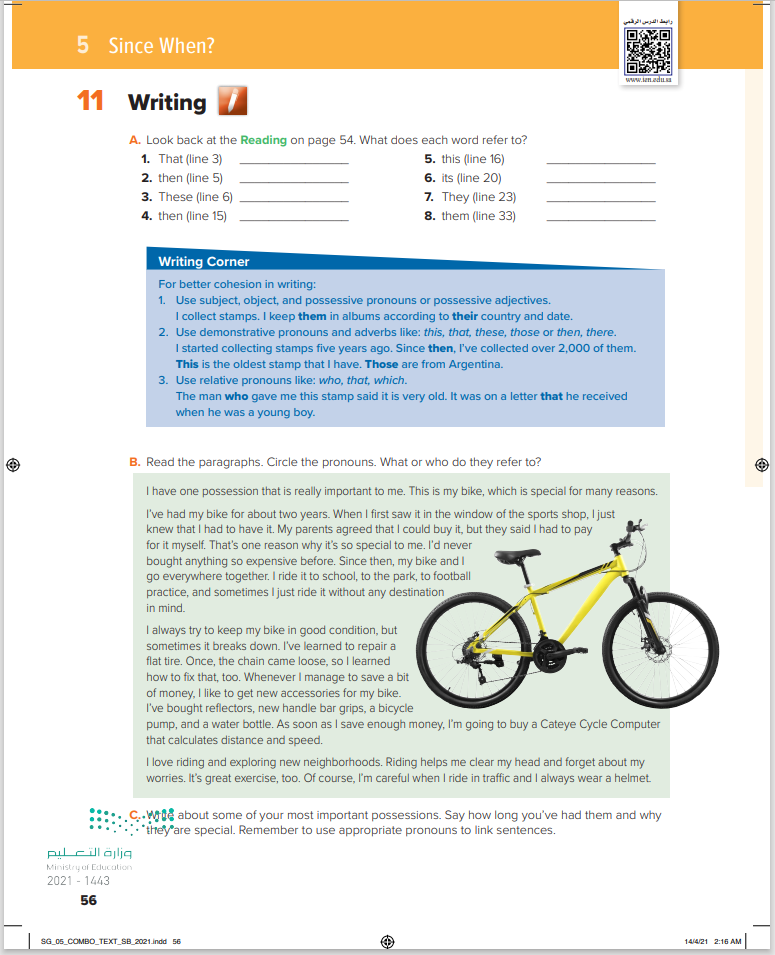 5 Since When?
رابط الدرس الرقمي
www.ien.edu.sa
11 Writing
A. Look back at the Reading on page 54. What does each word refer to?
1. That (line 3) ________________
2. then (line 5) ________________
3. These (line 6) ________________
4. then (line 15) ________________
5. this (line 16) ________________
6. its (line 20) ________________
7. They (line 23) ________________
8. them (line 33) ________________
Writing Corner
For better cohesion in writing:
1. Use subject, object, and possessive pronouns or possessive adjectives.
I collect stamps. I keep them in albums according to their country and date.
2. Use demonstrative pronouns and adverbs like: this, that, these, those or then, there.
I started collecting stamps five years ago. Since then, I've collected over 2,000 of them.
This is the oldest stamp that I have. Those are from Argentina.
3. Use relative pronouns like: who, that, which.
The man who gave me this stamp said it is very old. It was on a letter that he received
when he was a young boy.
B. Read the paragraphs. Circle the pronouns. What or who do they refer to?
I have one possession that is really important to me. This is my bike, which is special for many reasons.
I've had my bike for about two years. When I first saw it in the window of the sports shop, I just
knew that I had to have it. My parents agreed that I could buy it, but they said I had to pay
for it myself. That's one reason why it's so special to me. I'd never
bought anything so expensive before. Since then, my bike and I
go everywhere together. I ride it to school, to the park, to football
practice, and sometimes I just ride it without any destination
in mind.
I always try to keep my bike in good condition, but
sometimes it breaks down. I've learned to repair a
flat tire. Once, the chain came loose, so I learned
how to fix that, too. Whenever I manage to save a bit
of money, I like to get new accessories for my bike.
I've bought reflectors, new handle bar grips, a bicycle
pump, and a water bottle. As soon as I save enough money, I'm going to buy a Cateye Cycle Computer
that calculates distance and speed.
I love riding and exploring new neighborhoods. Riding helps me clear my head and forget about my
worries. It's great exercise, too. Of course, I'm careful when I ride in traffic and I always wear a helmet.
C. Write about some of your most important possessions. Say how long you've had them and why
they are special. Remember to use appropriate pronouns to link sentences.
وزارة التعليم
Ministry of Education
2021 - 1443
56
SG_05_COMBO_TEXT_SB_2021.indd 56
14/4/21 2:16 AM